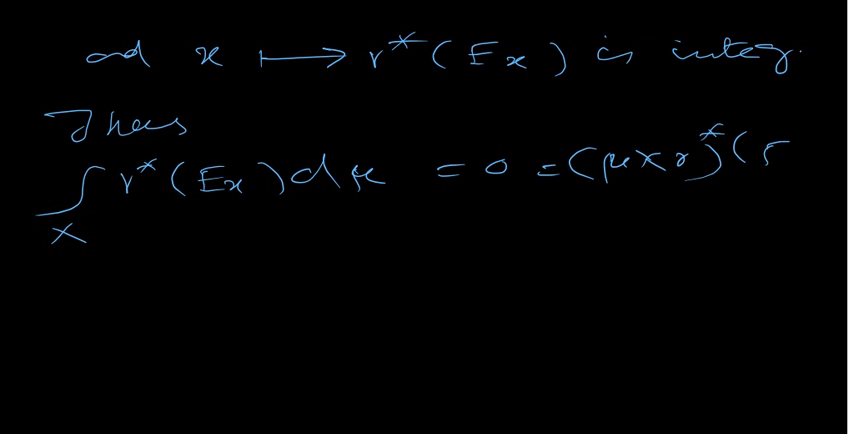 and x ⟼ ν*(Ex) is integ.
Thus
∫X ν*(Ex) dμ = 0 = (μ×ν)*(